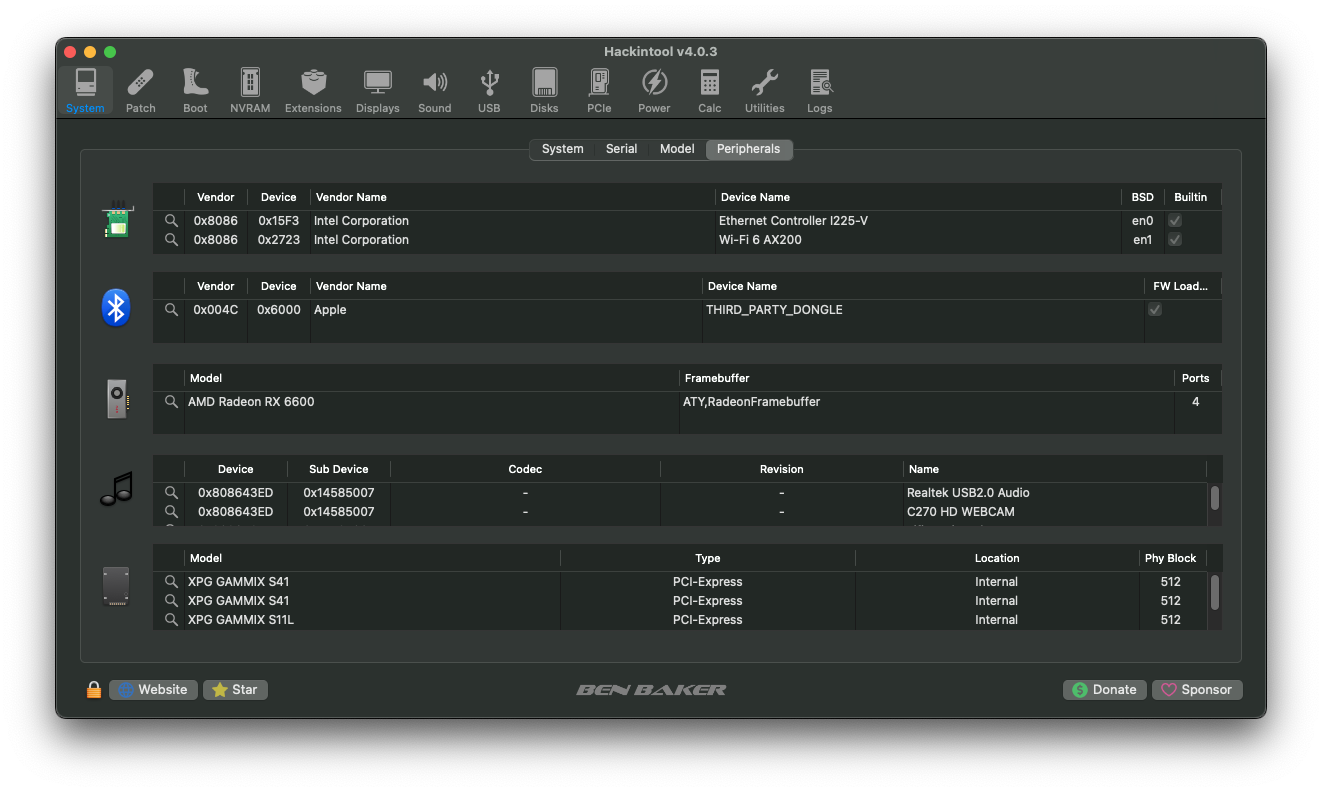 Hackintool v4.0.3
System Patch Boot NVRAM Extensions Displays Sound USB Disks PCIe Power Calc Utilities Logs
System Serial Model Peripherals
Vendor Device Vendor Name Device Name BSD Builtin
0x8086 0x15F3 Intel Corporation Ethernet Controller I225-V en0
0x8086 0x2723 Intel Corporation Wi-Fi 6 AX200 en1
Vendor Device Vendor Name Device Name FW Load...
0x004C 0x6000 Apple THIRD_PARTY_DONGLE
Model Framebuffer Ports
AMD Radeon RX 6600 ATY,RadeonFramebuffer 4
Device Sub Device Codec Revision Name
0x808643ED 0x14585007 - - Realtek USB2.0 Audio
0x808643ED 0x14585007 - - C270 HD WEBCAM
Model Type Location Phy Block
XPG GAMMIX S41 PCI-Express Internal 512
XPG GAMMIX S41 PCI-Express Internal 512
XPG GAMMIX S11L PCI-Express Internal 512
Website Star BEN BAKER Donate Sponsor